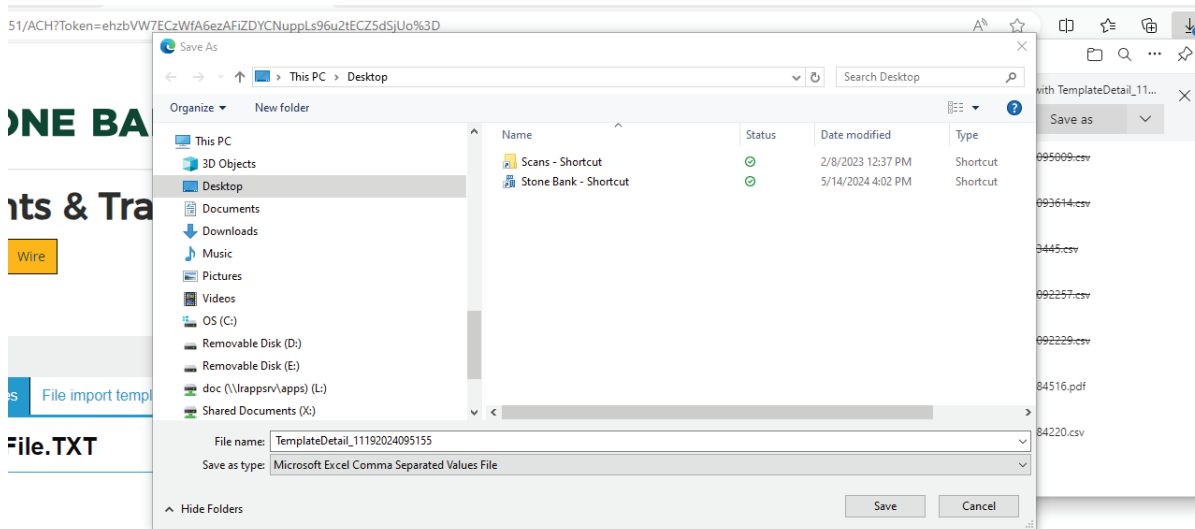 51/ACH?Token=ehzbVW7ECzWfA6ezAFiZDYCNuppLs96u2tECZ5dSjUo%3D
Save As
This PC > Desktop
Search Desktop
Organize
New folder
with TemplateDetail_11...
Save as
ONE BA
nts & Tra
Wire
es
File import templ
File.TXT
This PC
3D Objects
Desktop
Documents
Downloads
Music
Pictures
Videos
OS (C:)
Removable Disk (D:)
Removable Disk (E:)
doc (\\lrappsrv\apps) (L:)
Shared Documents (X:)
Name Status Date modified Type
Scans - Shortcut 2/8/2023 12:37 PM Shortcut
Stone Bank - Shortcut 5/14/2024 4:02 PM Shortcut
095009.csv
093614.csv
3445.csv
092257.csv
092229.csv
84516.pdf
84220.csv
File name: TemplateDetail_11192024095155
Save as type: Microsoft Excel Comma Separated Values File
Hide Folders
Save
Cancel